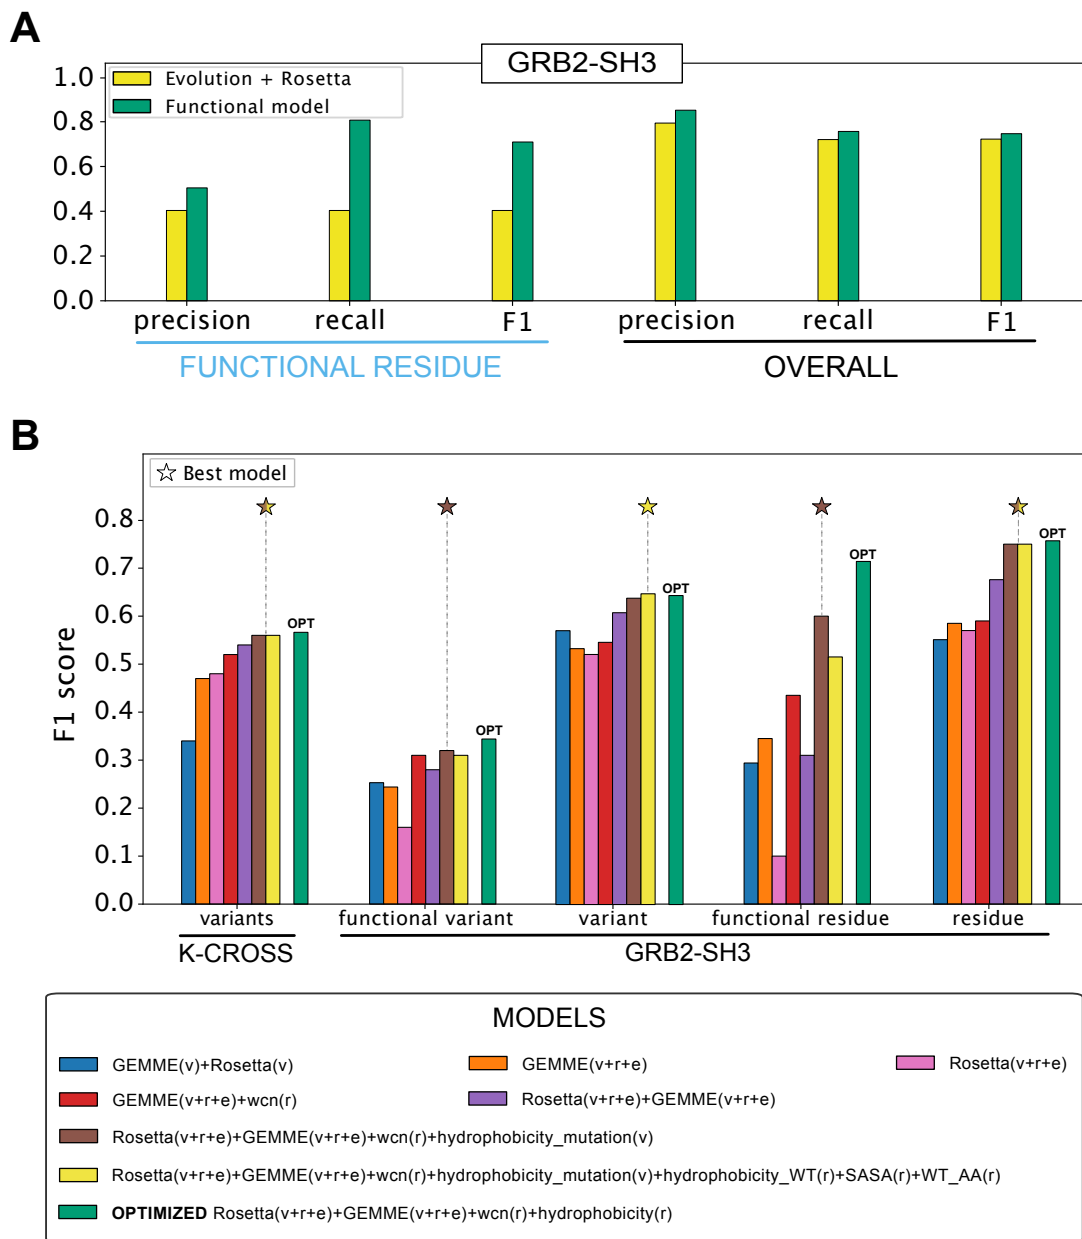 A
GRB2-SH3
Evolution + Rosetta
Functional model
1.0
0.8
0.6
0.4
0.2
0.0
precision recall F1 precision recall F1
FUNCTIONAL RESIDUE OVERALL
B
Best model
F1 score
0.8
0.7
0.6
0.5
0.4
0.3
0.2
0.1
0.0
OPT
OPT
OPT
OPT
OPT
variants functional variant variant functional residue residue
K-CROSS GRB2-SH3
MODELS
GEMME(v)+Rosetta(v) GEMME(v+r+e) Rosetta(v+r+e)
GEMME(v+r+e)+wcn(r) Rosetta(v+r+e)+GEMME(v+r+e)
Rosetta(v+r+e)+GEMME(v+r+e)+wcn(r)+hydrophobicity_mutation(v)
Rosetta(v+r+e)+GEMME(v+r+e)+wcn(r)+hydrophobicity_mutation(v)+hydrophobicity_WT(r)+SASA(r)+WT_AA(r)
OPTIMIZED Rosetta(v+r+e)+GEMME(v+r+e)+wcn(r)+hydrophobicity(r)